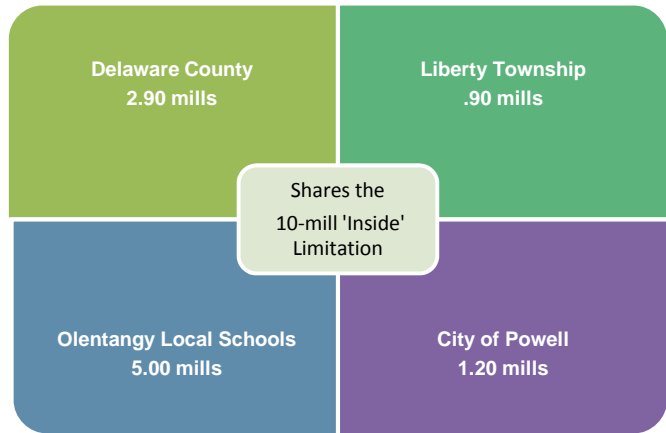 Delaware County
2.90 mills
Liberty Township
.90 mills
Shares the
10-mill 'Inside'
Limitation
Olentangy Local Schools
5.00 mills
City of Powell
1.20 mills